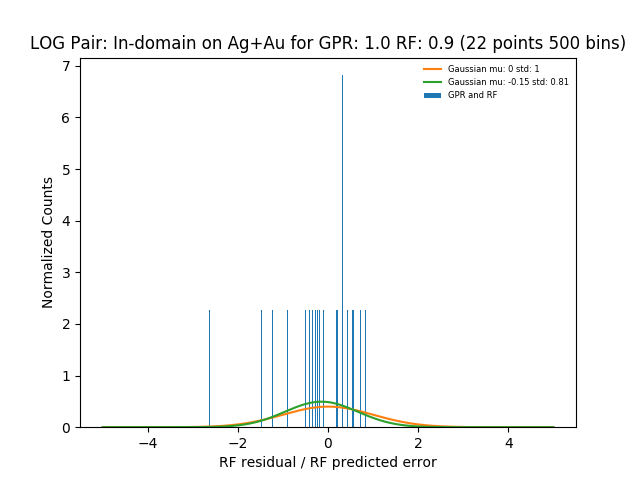 LOG Pair: In-domain on Ag+Au for GPR: 1.0 RF: 0.9 (22 points 500 bins)
Gaussian mu: 0 std: 1
Gaussian mu: -0.15 std: 0.81
GPR and RF
Normalized Counts
7
6
5
4
3
2
1
0
−4 −2 0 2 4
RF residual / RF predicted error